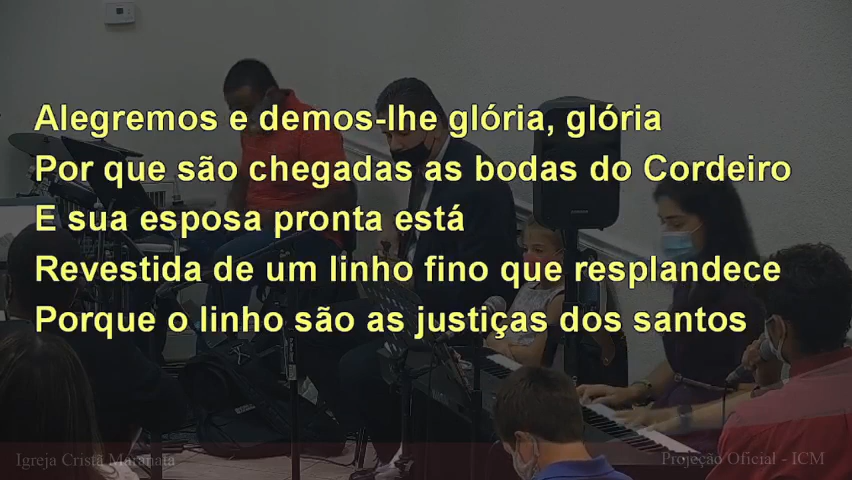 Alegremos e demos-lhe glória, glória
Por que são chegadas as bodas do Cordeiro
E sua esposa pronta está
Revestida de um linho fino que resplandece
Porque o linho são as justiças dos santos
Igreja Cristã Maranata
Projeção Oficial - ICM